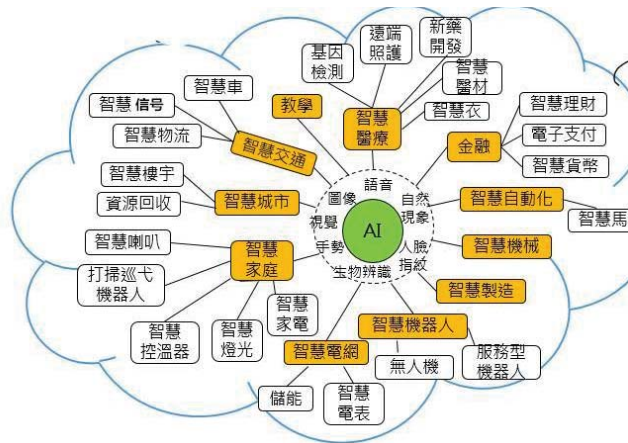 基因
檢測
遠端
照護
新藥
開發
智慧
醫材
智慧衣
智慧
醫療
教學
智慧車
智慧信号
智慧物流
智慧交通
智慧樓宇
資源回收
智慧城市
智慧喇叭
打掃巡弋
機器人
智慧
控溫器
智慧
燈光
智慧
家電
智慧
家庭
智慧理財
電子支付
智慧貨幣
金融
智慧自動化
智慧馬
智慧機械
智慧製造
智慧機器人
無人機
服務型
機器人
智慧電網
儲能
智慧
電表
語音
圖像
自然
現象
視覺
手勢
人臉
指紋
生物辨識
AI